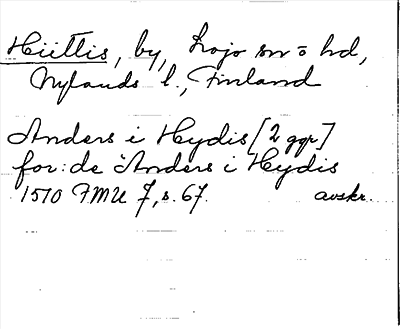 Hiittis, by, Lojo sn o hd,
Nylands l., Finland
Anders i Heydis [2 ggr]
for: de Anders i Heydis
1510 FMU 7, s. 67. avskr.